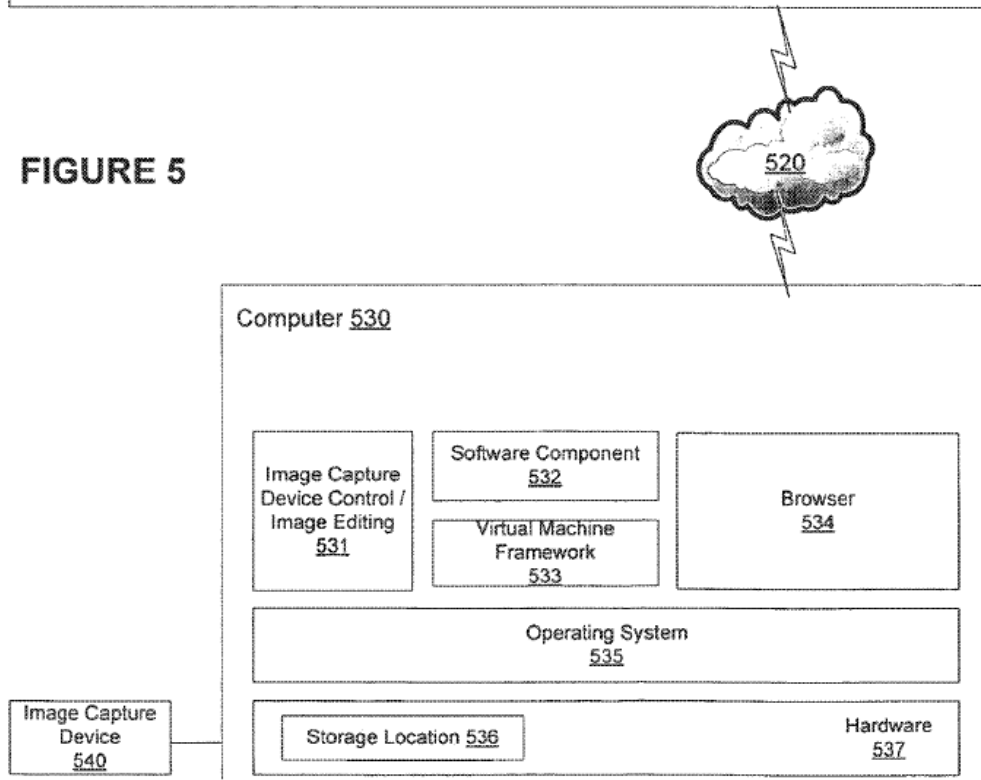 FIGURE 5
520
Computer 530
Image Capture
Device Control /
Image Editing
531
Software Component
532
Virtual Machine
Framework
533
Browser
534
Operating System
535
Image Capture
Device
540
Storage Location 536
Hardware
537